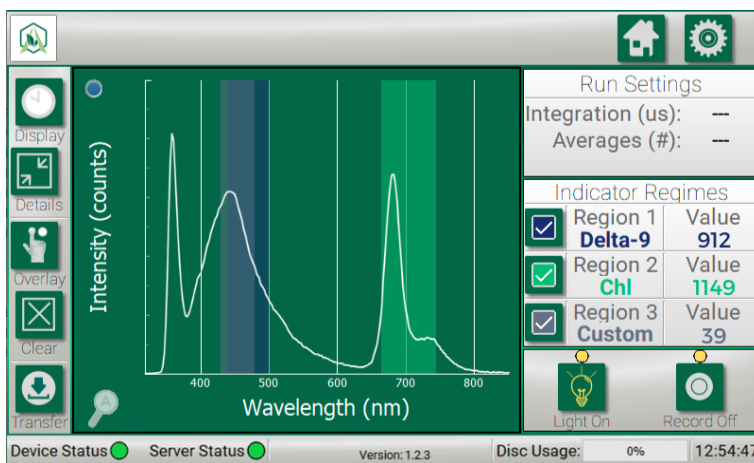 Run Settings
Integration (us): ---
Averages (#): ---
Display
Details
Overlay
Clear
Transfer
Intensity (counts)
400 500 600 700 800
Wavelength (nm)
A
Indicator Regimes
Region 1 Value
Delta-9 912
Region 2 Value
Chl 1149
Region 3 Value
Custom 39
Light On Record Off
Device Status Server Status Version: 1.2.3 Disc Usage: 0% 12:54:47